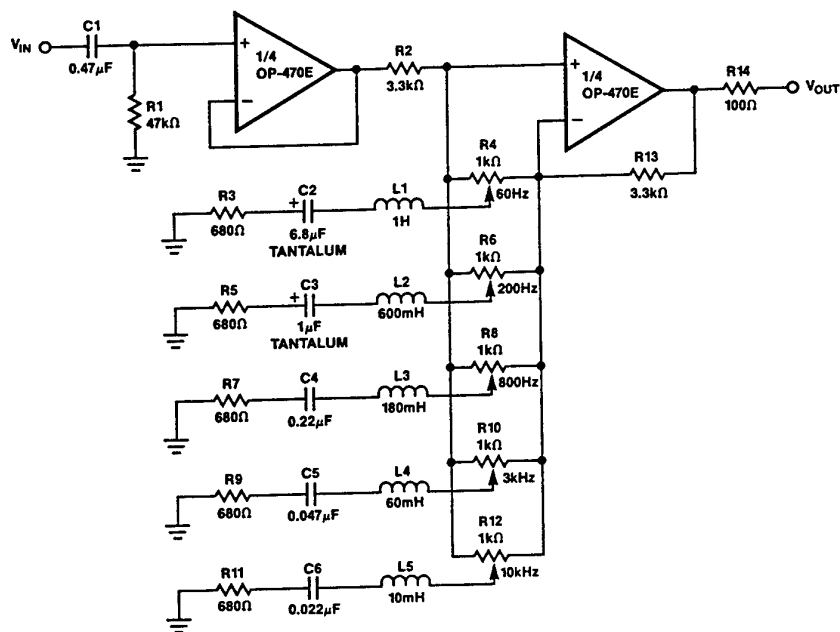 C1
V_IN
0.47μF
R1
47kΩ
+
−
1/4
OP-470E
R2
3.3kΩ
+
−
1/4
OP-470E
R14
100Ω
V_OUT
R13
3.3kΩ
R4
1kΩ
60Hz
R3
680Ω
+
C2
6.8μF
TANTALUM
L1
1H
R6
1kΩ
200Hz
R5
680Ω
+
C3
1μF
TANTALUM
L2
600mH
R8
1kΩ
800Hz
R7
680Ω
C4
0.22μF
L3
180mH
R10
1kΩ
3kHz
R9
680Ω
C5
0.047μF
L4
60mH
R12
1kΩ
10kHz
R11
680Ω
C6
0.022μF
L5
10mH